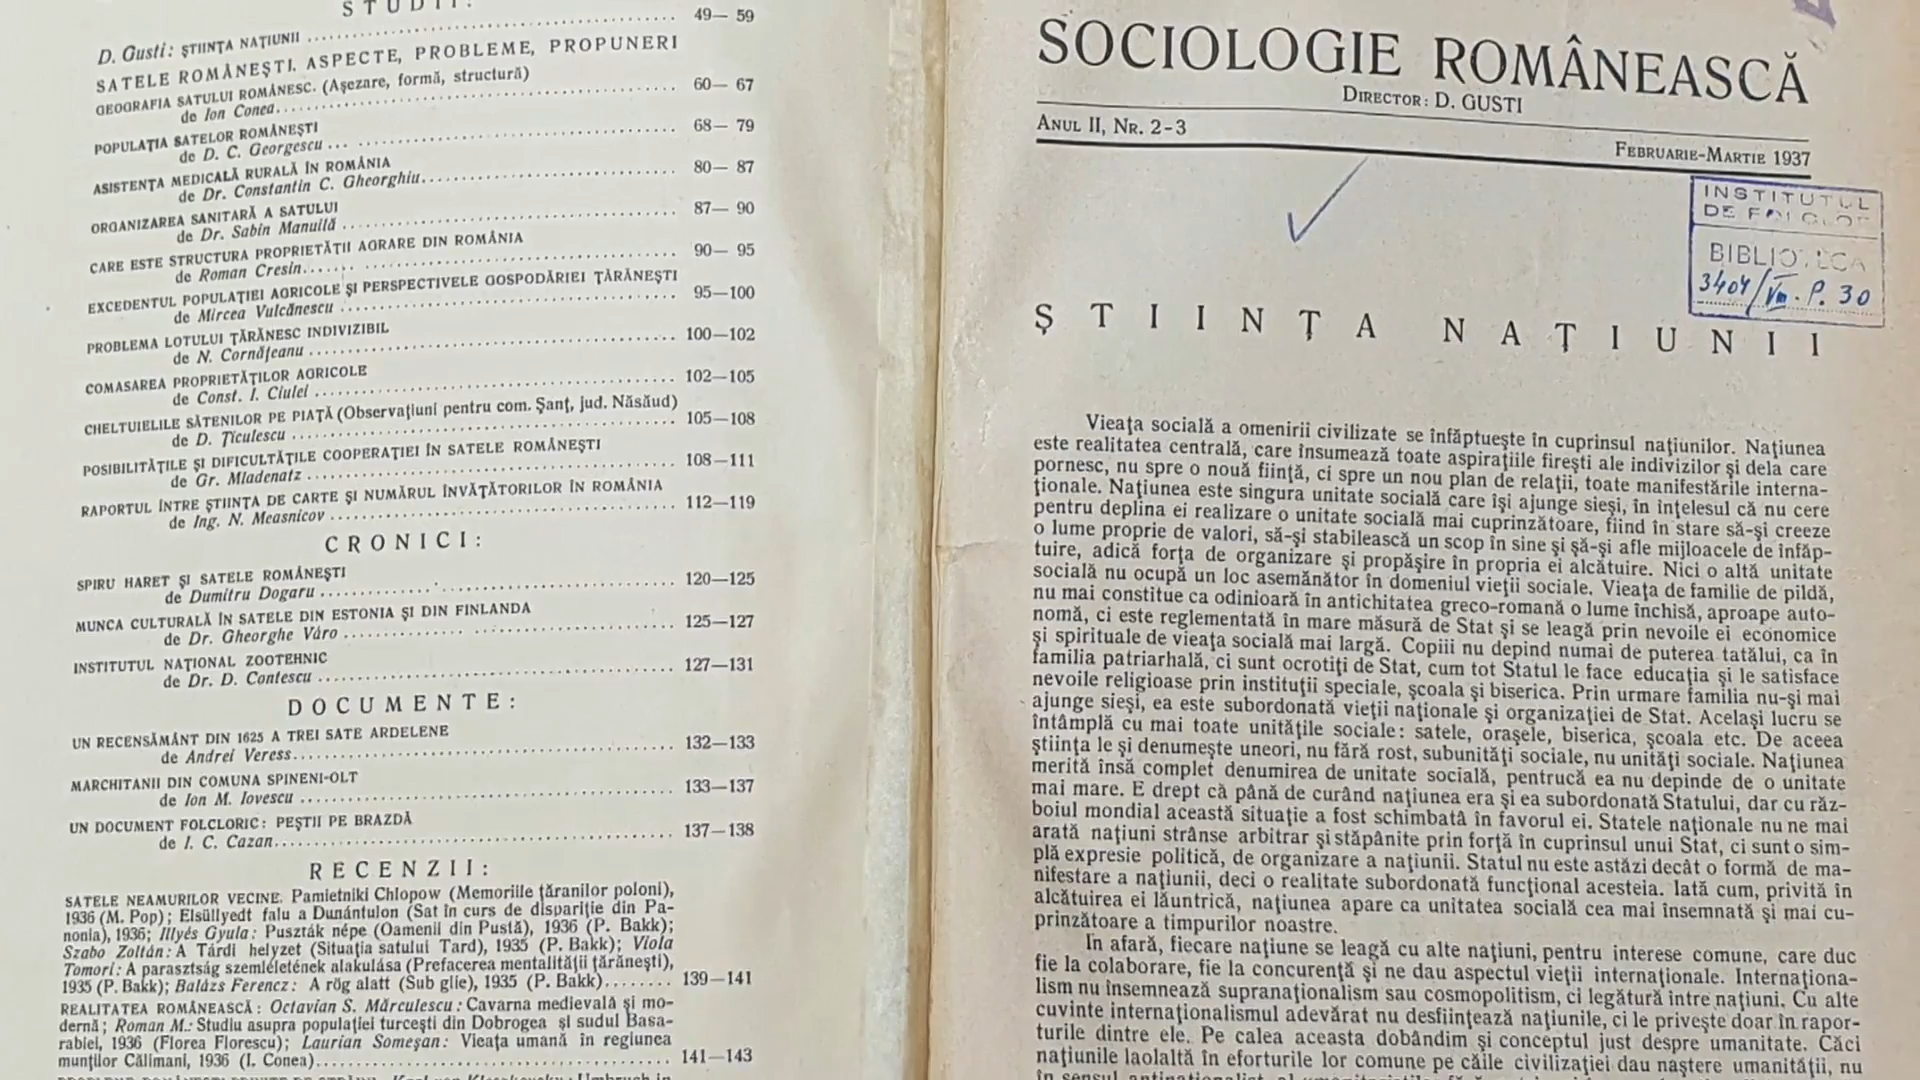 STUDII:
D. Gusti: ŞTIINŢA NAŢIUNII .......... 49— 59
SATELE ROMÂNEŞTI. ASPECTE, PROBLEME, PROPUNERI
GEOGRAFIA SATULUI ROMÂNESC. (Aşezare, formă, structură)
de Ion Conea.......... 60— 67
POPULAŢIA SATELOR ROMÂNEŞTI
de D. C. Georgescu .......... 68— 79
ASISTENŢA MEDICALĂ RURALĂ ÎN ROMÂNIA
de Dr. Constantin C. Gheorghiu.......... 80— 87
ORGANIZAREA SANITARĂ A SATULUI
de Dr. Sabin Manuilă .......... 87— 90
CARE ESTE STRUCTURA PROPRIETĂŢII AGRARE DIN ROMÂNIA
de Roman Cresin.......... 90— 95
EXCEDENTUL POPULAŢIEI AGRICOLE ŞI PERSPECTIVELE GOSPODĂRIEI ŢĂRĂNEŞTI
de Mircea Vulcănescu .......... 95—100
PROBLEMA LOTULUI ŢĂRĂNESC INDIVIZIBIL
de N. Cornăţeanu .......... 100—102
COMASAREA PROPRIETĂŢILOR AGRICOLE
de Const. I. Ciulei .......... 102—105
CHELTUIELILE SĂTENILOR PE PIAŢĂ (Observaţiuni pentru com. Şanţ, jud. Năsăud)
de D. Ţiculescu .......... 105—108
POSIBILITĂŢILE ŞI DIFICULTĂŢILE COOPERAŢIEI ÎN SATELE ROMÂNEŞTI
de Gr. Mladenatz .......... 108—111
RAPORTUL ÎNTRE ŞTIINŢA DE CARTE ŞI NUMĂRUL ÎNVĂŢĂTORILOR ÎN ROMÂNIA
de Ing. N. Measnicov .......... 112—119
CRONICI:
SPIRU HARET ŞI SATELE ROMÂNEŞTI
de Dumitru Dogaru .......... 120—125
MUNCA CULTURALĂ ÎN SATELE DIN ESTONIA ŞI DIN FINLANDA
de Dr. Gheorghe Văro .......... 125—127
INSTITUTUL NAŢIONAL ZOOTEHNIC
de Dr. D. Contescu .......... 127—131
DOCUMENTE:
UN RECENSĂMÂNT DIN 1625 A TREI SATE ARDELENE
de Andrei Veress.......... 132—133
MARCHITANII DIN COMUNA SPINENI-OLT
de Ion M. Iovescu .......... 133—137
UN DOCUMENT FOLCLORIC: PEŞTII PE BRAZDĂ
de I. C. Cazan.......... 137—138
RECENZII:
SATELE NEAMURILOR VECINE. Pamietniki Chlopow (Memoriile ţăranilor poloni),
1936 (M. Pop); Elsüllyedt falu a Dunántulon (Sat în curs de dispariţie din Pa-
nonia), 1936; Illyés Gyula: Puszták népe (Oamenii din Pustă), 1936 (P. Bakk);
Szabo Zoltán: A Tárdi helyzet (Situaţia satului Tard), 1935 (P. Bakk); Viola
Tomori: A parasztság szemléletének alakulása (Prefacerea mentalităţii ţărăneşti),
1935 (P. Bakk); Balázs Ferencz: A rög alatt (Sub glie), 1935 (P. Bakk)........ 139—141
REALITATEA ROMÂNEASCĂ: Octavian S. Mărculescu: Cavarna medievală şi mo-
dernă; Roman M.: Studiu asupra populaţiei turceşti din Dobrogea şi sudul Basa-
rabiei, 1936 (Florea Florescu); Laurian Someşan: Vieaţa umană în regiunea
munţilor Călimani, 1936 (I. Conea).......... 141—143
SOCIOLOGIE ROMÂNEASCĂ
DIRECTOR: D. GUSTI
ANUL II, NR. 2-3
FEBRUARIE-MARTIE 1937
INSTITUTUL
DE FOLCLOR
BIBLIOTECA
3404/VIII. P. 30
ŞTIINŢA NAŢIUNII
Vieaţa socială a omenirii civilizate se înfăptueşte în cuprinsul naţiunilor. Naţiunea
este realitatea centrală, care însumează toate aspiraţiile fireşti ale indivizilor şi dela care
pornesc, nu spre o nouă fiinţă, ci spre un nou plan de relaţii, toate manifestările interna-
ţionale. Naţiunea este singura unitate socială care îşi ajunge sieşi, în înţelesul că nu cere
pentru deplina ei realizare o unitate socială mai cuprinzătoare, fiind în stare să-şi creeze
o lume proprie de valori, să-şi stabilească un scop în sine şi şă-şi afle mijloacele de înfăp-
tuire, adică forţa de organizare şi propăşire în propria ei alcătuire. Nici o altă unitate
socială nu ocupă un loc asemănător în domeniul vieţii sociale. Vieaţa de familie de pildă,
nu mai constitue ca odinioară în antichitatea greco-romană o lume închisă, aproape auto-
nomă, ci este reglementată în mare măsură de Stat şi se leagă prin nevoile ei economice
şi spirituale de vieaţa socială mai largă. Copiii nu depind numai de puterea tatălui, ca în
familia patriarhală, ci sunt ocrotiţi de Stat, cum tot Statul le face educaţia şi le satisface
nevoile religioase prin instituţii speciale, şcoala şi biserica. Prin urmare familia nu-şi mai
ajunge sieşi, ea este subordonată vieţii naţionale şi organizaţiei de Stat. Acelaşi lucru se
întâmplă cu mai toate unităţile sociale: satele, oraşele, biserica, şcoala etc. De aceea
ştiinţa le şi denumeşte uneori, nu fără rost, subunităţi sociale, nu unităţi sociale. Naţiunea
merită însă complet denumirea de unitate socială, pentrucă ea nu depinde de o unitate
mai mare. E drept că până de curând naţiunea era şi ea subordonată Statului, dar cu răz-
boiul mondial această situaţie a fost schimbată în favorul ei. Statele naţionale nu ne mai
arată naţiuni strânse arbitrar şi stăpânite prin forţă în cuprinsul unui Stat, ci sunt o sim-
plă expresie politică, de organizare a naţiunii. Statul nu este astăzi decât o formă de ma-
nifestare a naţiunii, deci o realitate subordonată funcţional acesteia. Iată cum, privită în
alcătuirea ei lăuntrică, naţiunea apare ca unitatea socială cea mai însemnată şi mai cu-
prinzătoare a timpurilor noastre.
În afară, fiecare naţiune se leagă cu alte naţiuni, pentru interese comune, care duc
fie la colaborare, fie la concurenţă şi ne dau aspectul vieţii internaţionale. Internaţiona-
lism nu însemnează supranaţionalism sau cosmopolitism, ci legătură între naţiuni. Cu alte
cuvinte internaţionalismul adevărat nu desfiinţează naţiunile, ci le priveşte doar în rapor-
turile dintre ele. Pe calea aceasta dobândim şi conceptul just despre umanitate. Căci
naţiunile laolaltă în eforturile lor comune pe căile civilizaţiei dau naştere umanităţii, nu
în sensul